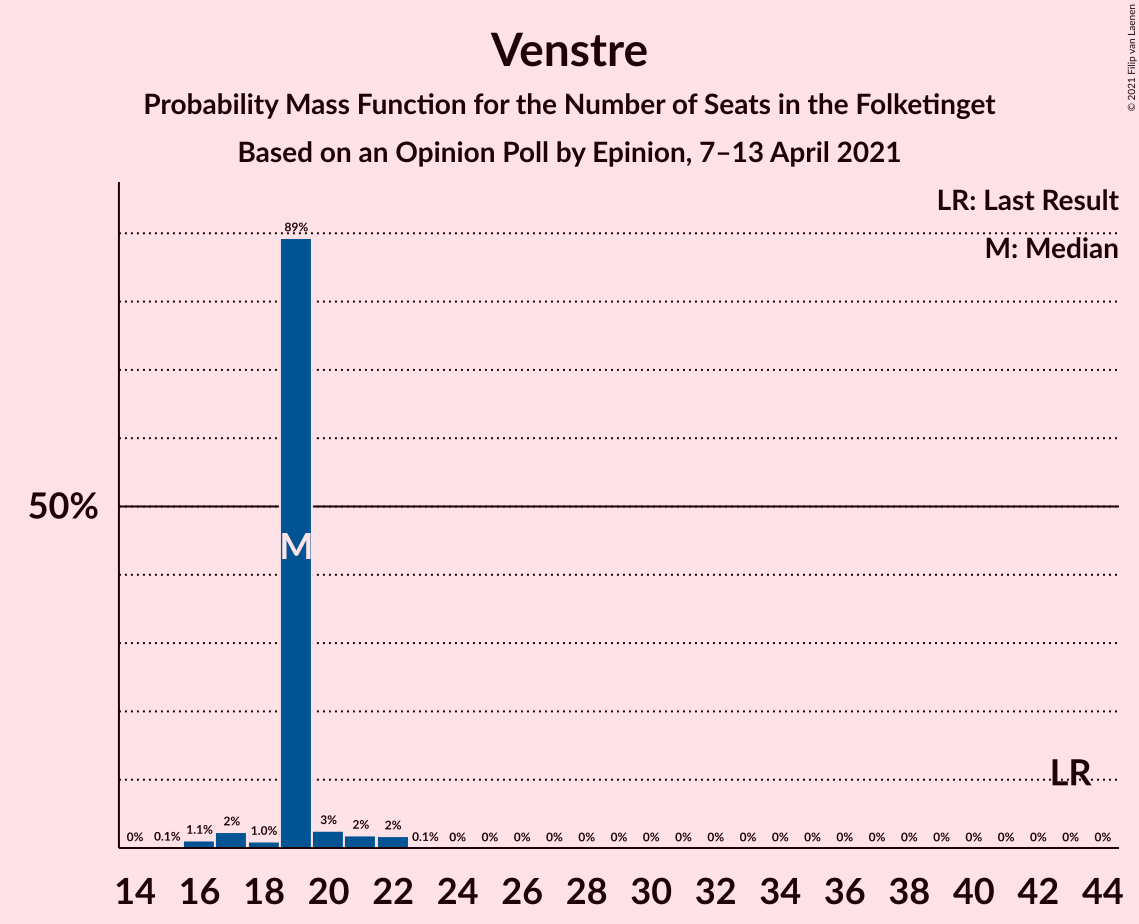 Venstre
Probability Mass Function for the Number of Seats in the Folketinget
Based on an Opinion Poll by Epinion, 7–13 April 2021
© 2021 Filip van Laenen
LR: Last Result
M: Median
50%
89%
M
LR
0% 0.1% 1.1% 2% 1.0% 3% 2% 2% 0.1% 0% 0% 0% 0% 0% 0% 0% 0% 0% 0% 0% 0% 0% 0% 0% 0% 0% 0% 0% 0% 0%
14 16 18 20 22 24 26 28 30 32 34 36 38 40 42 44